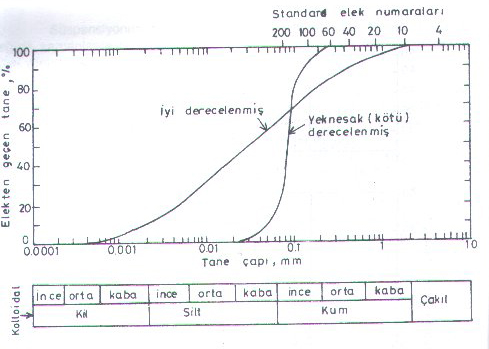 Standard elek numaraları
200 100 60 40 20 10 4
Elekten geçen tane, %
100
80
60
40
20
0
İyi derecelenmiş
Yeknesak (kötü)
derecelenmiş
0.0001 0.001 0.01 0.1 1 10
Tane çapı, mm
Kolloidal
ince orta kaba ince orta kaba ince orta kaba Çakıl
Kil Silt Kum